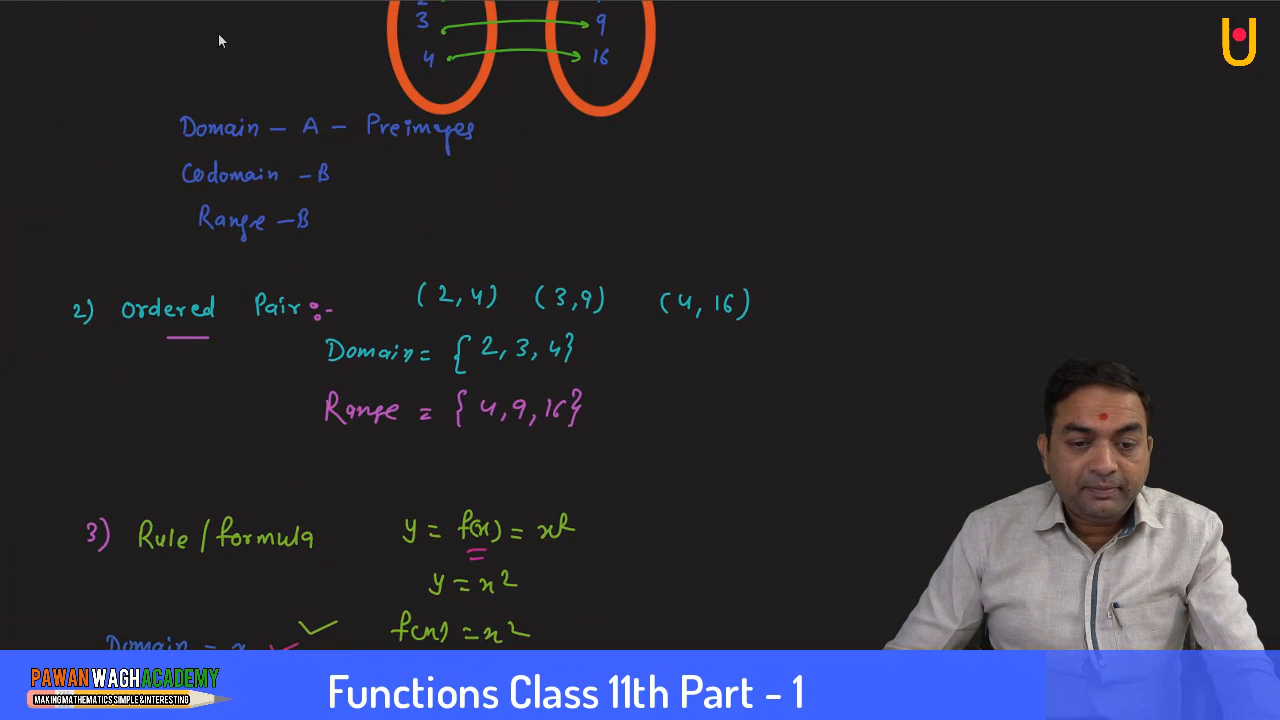 3 9
4 16
Domain - A - Preimages
Codomain - B
Range - B
2) Ordered Pair :- (2, 4) (3, 9) (4, 16)
Domain = {2, 3, 4}
Range = {4, 9, 16}
3) Rule / formula y = f(x) = x²
y = x²
f(x) = x²
Domain = x
PAWAN WAGH ACADEMY
MAKING MATHEMATICS SIMPLE & INTERESTING
Functions Class 11th Part - 1